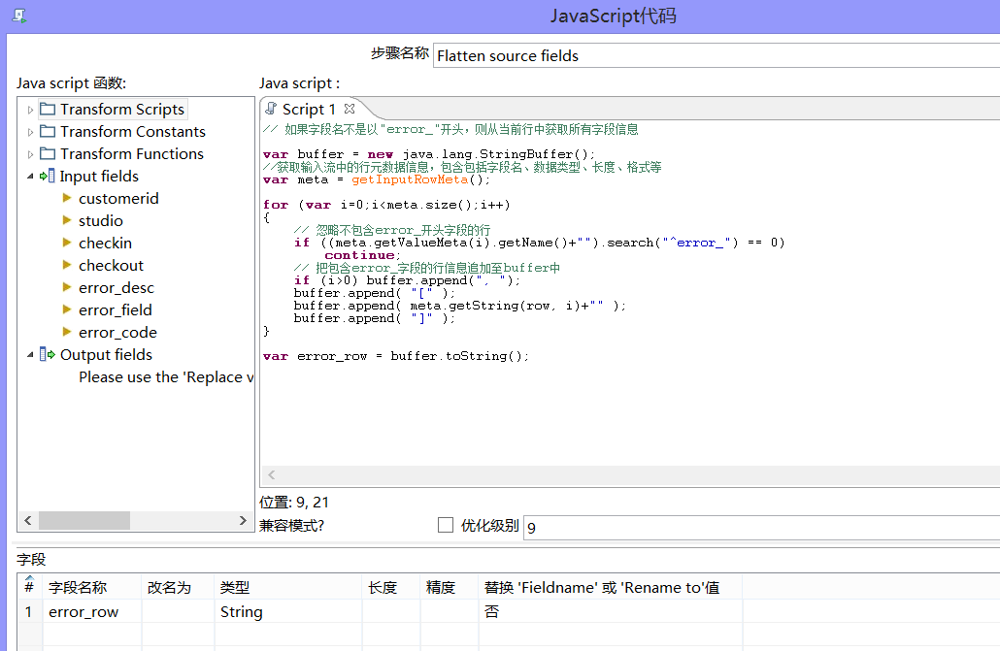 JavaScript代码
步骤名称 Flatten source fields
Java script 函数:
Java script :
Transform Scripts
Transform Constants
Transform Functions
Input fields
customerid
studio
checkin
checkout
error_desc
error_field
error_code
Output fields
Please use the 'Replace v
Script 1
// 如果字段名不是以"error_"开头，则从当前行中获取所有字段信息
var buffer = new java.lang.StringBuffer();
//获取输入流中的行元数据信息，包含包括字段名、数据类型、长度、格式等
var meta = getInputRowMeta();
for (var i=0;i<meta.size();i++)
{
// 忽略不包含error_开头字段的行
if ((meta.getValueMeta(i).getName()+"").search("^error_") == 0)
continue;
// 把包含error_字段的行信息追加至buffer中
if (i>0) buffer.append(", ");
buffer.append( "[" );
buffer.append( meta.getString(row, i)+"" );
buffer.append( "]" );
}
var error_row = buffer.toString();
位置: 9, 21
兼容模式? 优化级别 9
字段
# 字段名称 改名为 类型 长度 精度 替换 'Fieldname' 或 'Rename to'值
1 error_row String 否